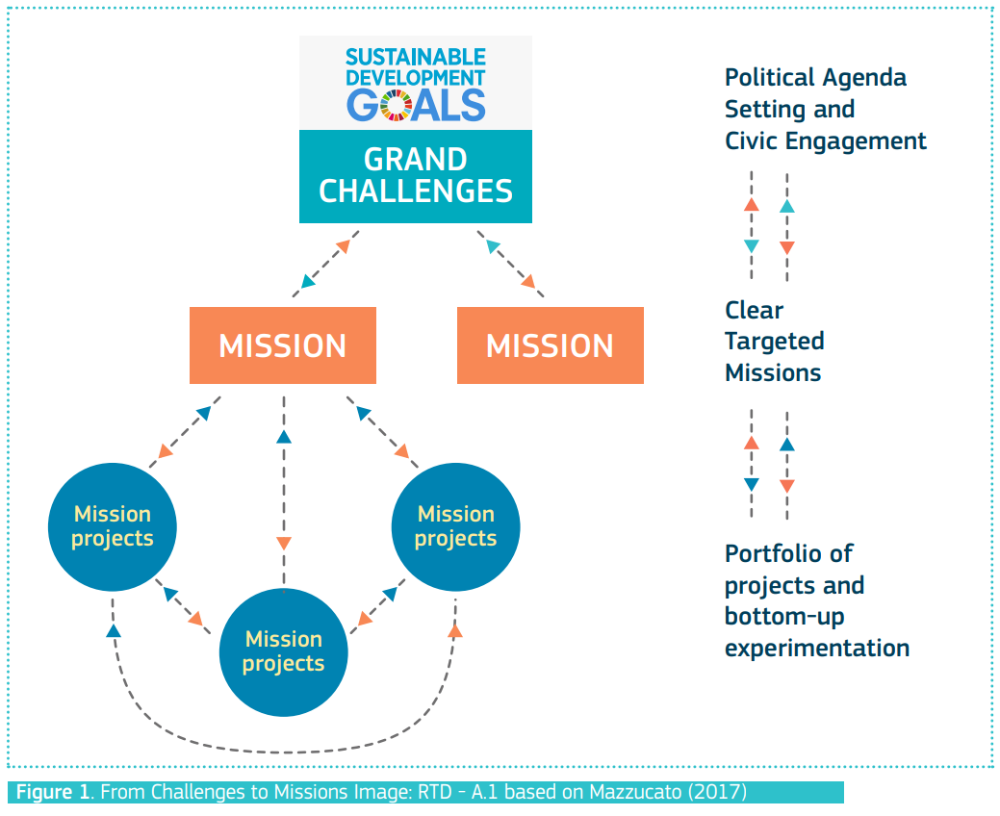 SUSTAINABLE
DEVELOPMENT
GOALS
GRAND
CHALLENGES
MISSION
MISSION
Mission
projects
Mission
projects
Mission
projects
Political Agenda
Setting and
Civic Engagement
Clear
Targeted
Missions
Portfolio of
projects and
bottom-up
experimentation
Figure 1. From Challenges to Missions Image: RTD - A.1 based on Mazzucato (2017)